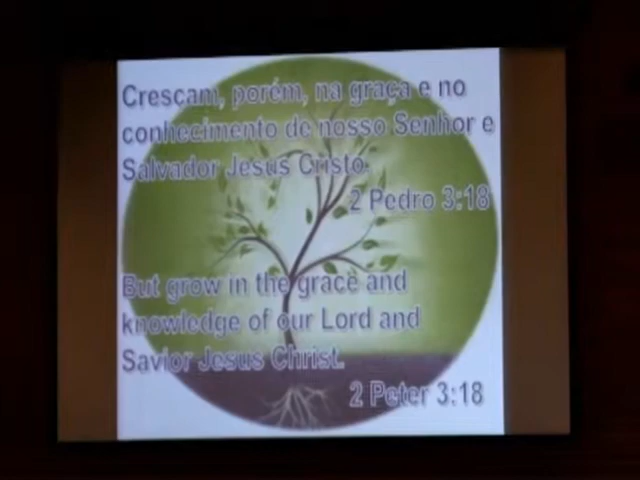 Cresçam, porém, na graça e no
conhecimento de nosso Senhor e
Salvador Jesus Cristo.
2 Pedro 3:18
But grow in the grace and
knowledge of our Lord and
Savior Jesus Christ.
2 Peter 3:18